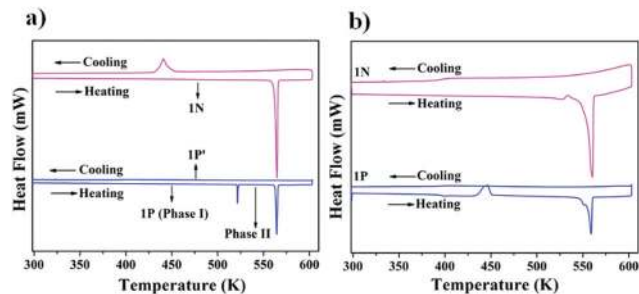 a)
Cooling
Heating
1N
1P'
Cooling
Heating
1P (Phase I)
Phase II
Heat Flow (mW)
300 350 400 450 500 550 600
Temperature (K)
b)
1N
Cooling
Heating
1P
Cooling
Heating
Heat Flow (mW)
300 350 400 450 500 550 600
Temperature (K)